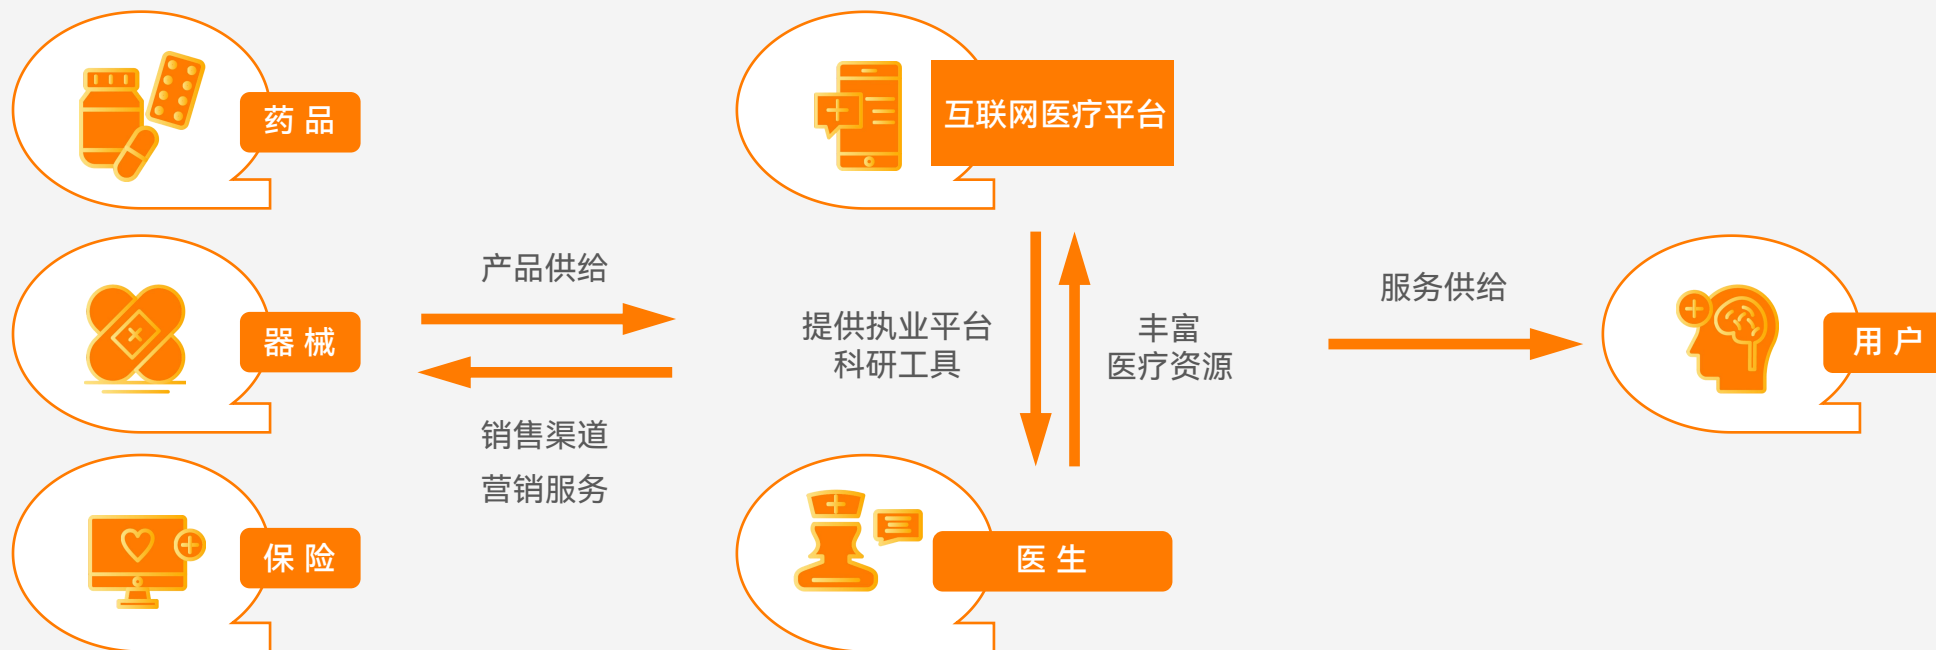 药品
器械
保险
产品供给
销售渠道
营销服务
互联网医疗平台
提供执业平台
科研工具
丰富
医疗资源
医生
服务供给
用户